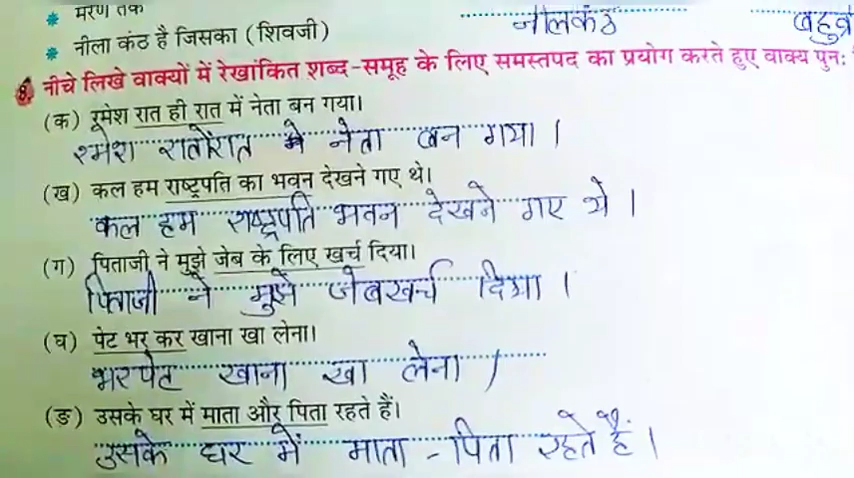 * मरण तक
* नीला कंठ है जिसका (शिवजी) नीलकंठ
8. नीचे लिखे वाक्यों में रेखांकित शब्द-समूह के लिए समस्तपद का प्रयोग करते हुए वाक्य पुनः
(क) रमेश रात ही रात में नेता बन गया।
रमेश रातोंरात में नेता बन गया।
(ख) कल हम राष्ट्रपति का भवन देखने गए थे।
कल हम राष्ट्रपति भवन देखने गए थे।
(ग) पिताजी ने मुझे जेब के लिए खर्च दिया।
पिताजी ने मुझे जेबखर्च दिया।
(घ) पेट भर कर खाना खा लेना।
भरपेट खाना खा लेना।
(ङ) उसके घर में माता और पिता रहते हैं।
उसके घर में माता-पिता रहते हैं।